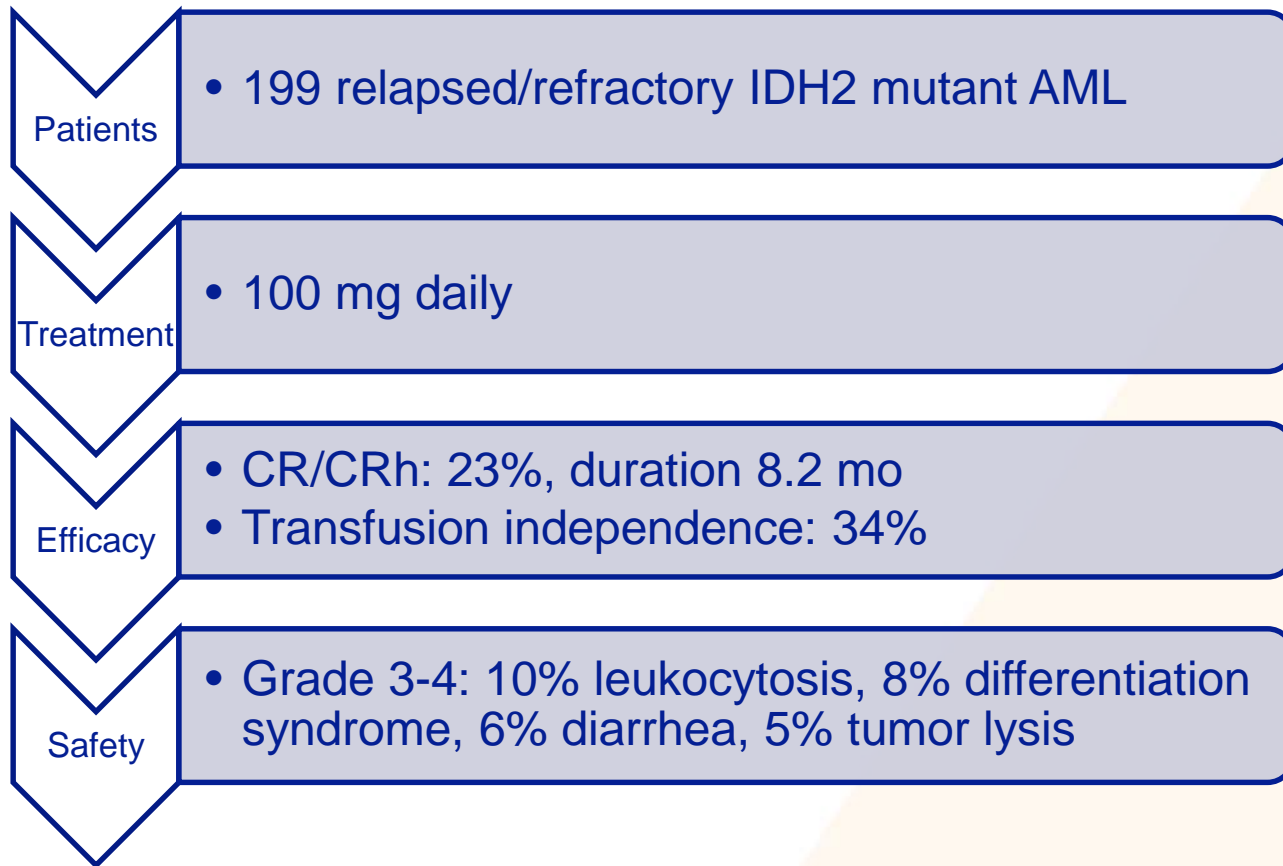 Patients
• 199 relapsed/refractory IDH2 mutant AML
Treatment
• 100 mg daily
Efficacy
• CR/CRh: 23%, duration 8.2 mo
• Transfusion independence: 34%
Safety
• Grade 3-4: 10% leukocytosis, 8% differentiation
syndrome, 6% diarrhea, 5% tumor lysis